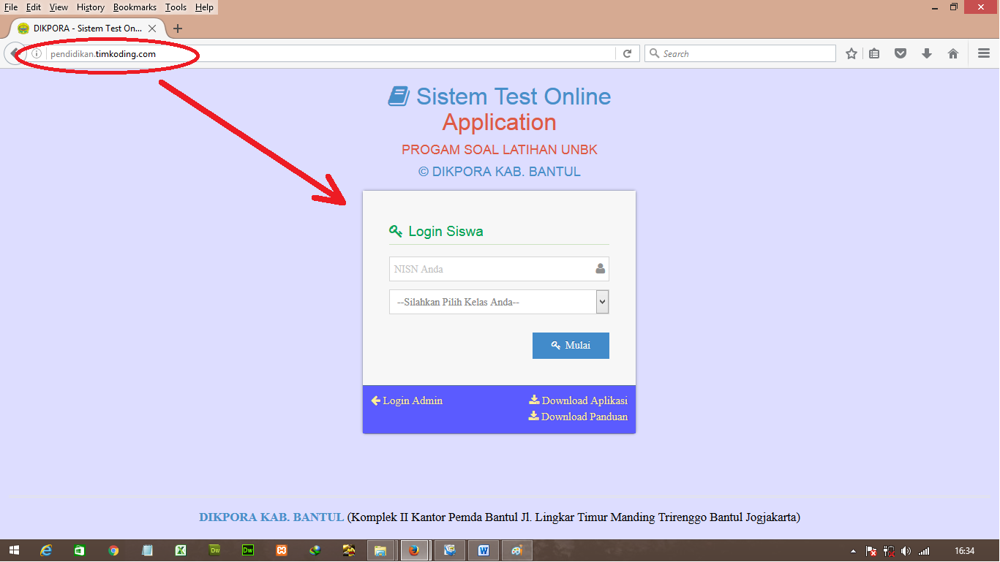 File Edit View History Bookmarks Tools Help
DIKPORA - Sistem Test On...
pendidikan.timkoding.com
Search
Sistem Test Online
Application
PROGAM SOAL LATIHAN UNBK
© DIKPORA KAB. BANTUL
Login Siswa
NISN Anda
--Silahkan Pilih Kelas Anda--
Mulai
Login Admin
Download Aplikasi
Download Panduan
DIKPORA KAB. BANTUL (Komplek II Kantor Pemda Bantul Jl. Lingkar Timur Manding Trirenggo Bantul Jogjakarta)
Dw
Dw
16:34